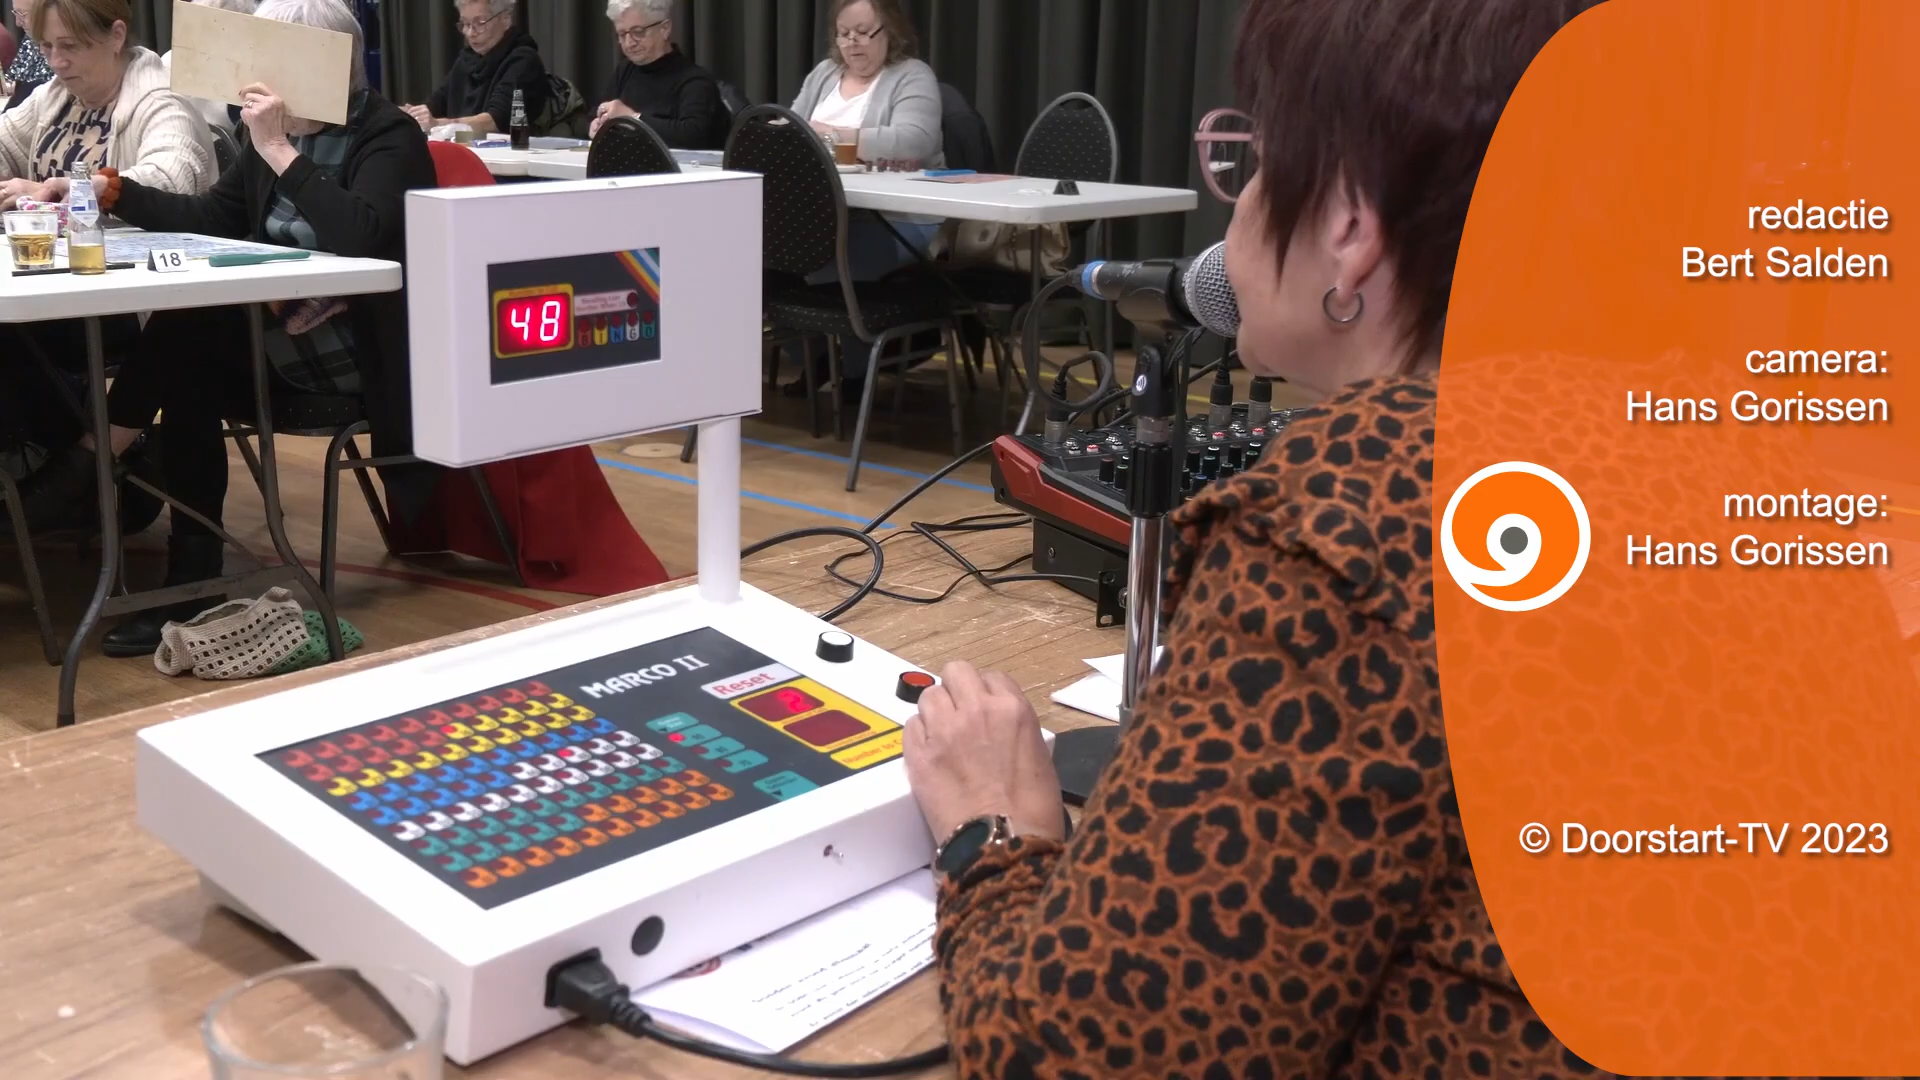 redactie
Bert Salden
camera:
Hans Gorissen
montage:
Hans Gorissen
© Doorstart-TV 2023
18
48
MARCO II
Reset
2